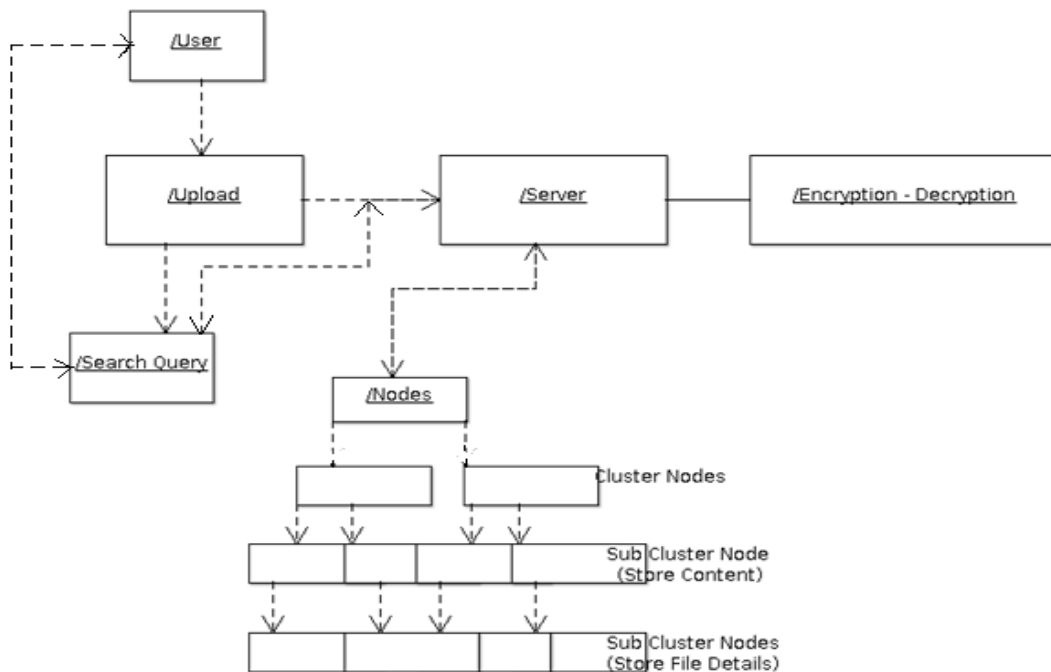 /User
/Upload
/Server
/Encryption - Decryption
/Search Query
/Nodes
Cluster Nodes
Sub Cluster Node
(Store Content)
Sub Cluster Nodes
(Store File Details)